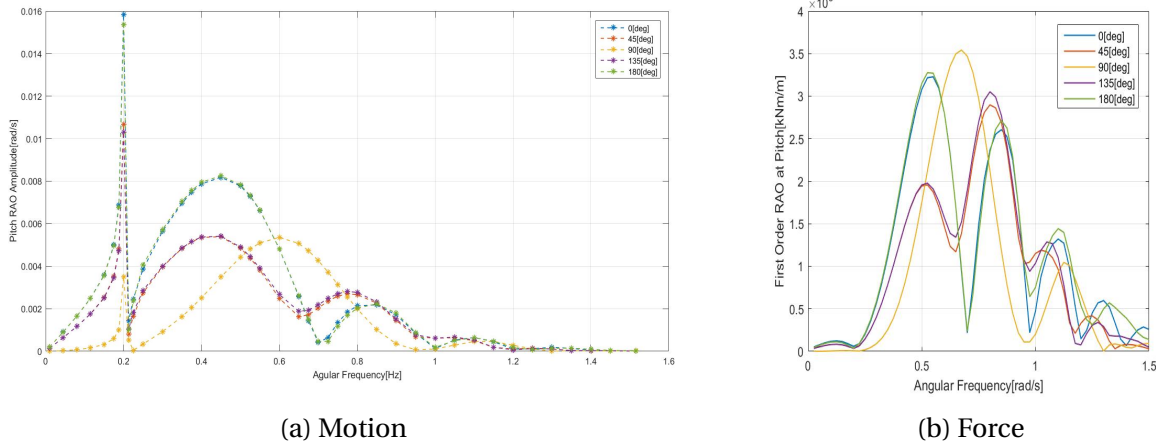 0.016
0.014
0.012
0.01
0.008
0.006
0.004
0.002
0
Pitch RAO Amplitude[rad/s]
0[deg]
45[deg]
90[deg]
135[deg]
180[deg]
0 0.2 0.4 0.6 0.8 1 1.2 1.4 1.6
Agular Frequency[Hz]
(a) Motion
4
3.5
3
2.5
2
1.5
1
0.5
0
First Order RAO at Pitch[kNm/m]
0[deg]
45[deg]
90[deg]
135[deg]
180[deg]
0 0.5 1 1.5
Angular Frequency[rad/s]
(b) Force